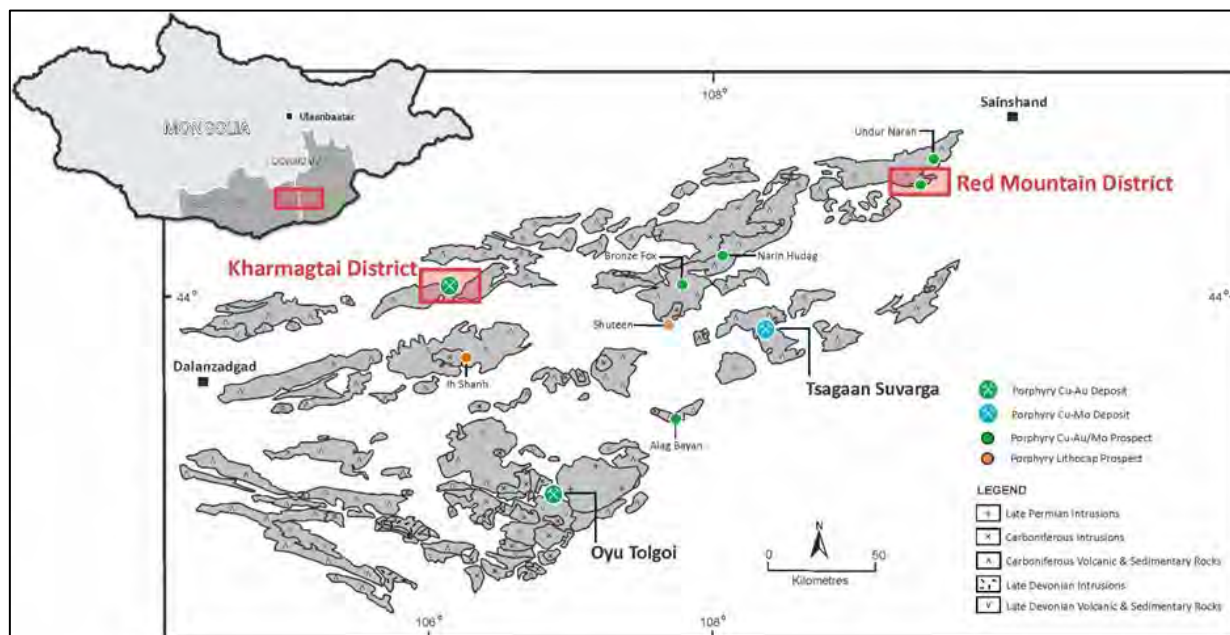 MONGOLIA
Ulaanbaatar
108°
Sainshand
Undur Naran
Red Mountain District
Kharmagtai District
Bronze Fox
Narin Hudag
44°
44°
Shuteen
Dalanzadgad
Tsagaan Suvarga
Alag Bayan
Oyu Tolgoi
Porphyry Cu-Au Deposit
Porphyry Cu-Mo Deposit
Porphyry Cu-Au/Mo Prospect
Porphyry Lithocap Prospect
LEGEND
Late Permian Intrusions
Carboniferous Intrusions
Carboniferous Volcanic & Sedimentary Rocks
Late Devonian Intrusions
Late Devonian Volcanic & Sedimentary Rocks
N
0 50
Kilometres
106°
108°